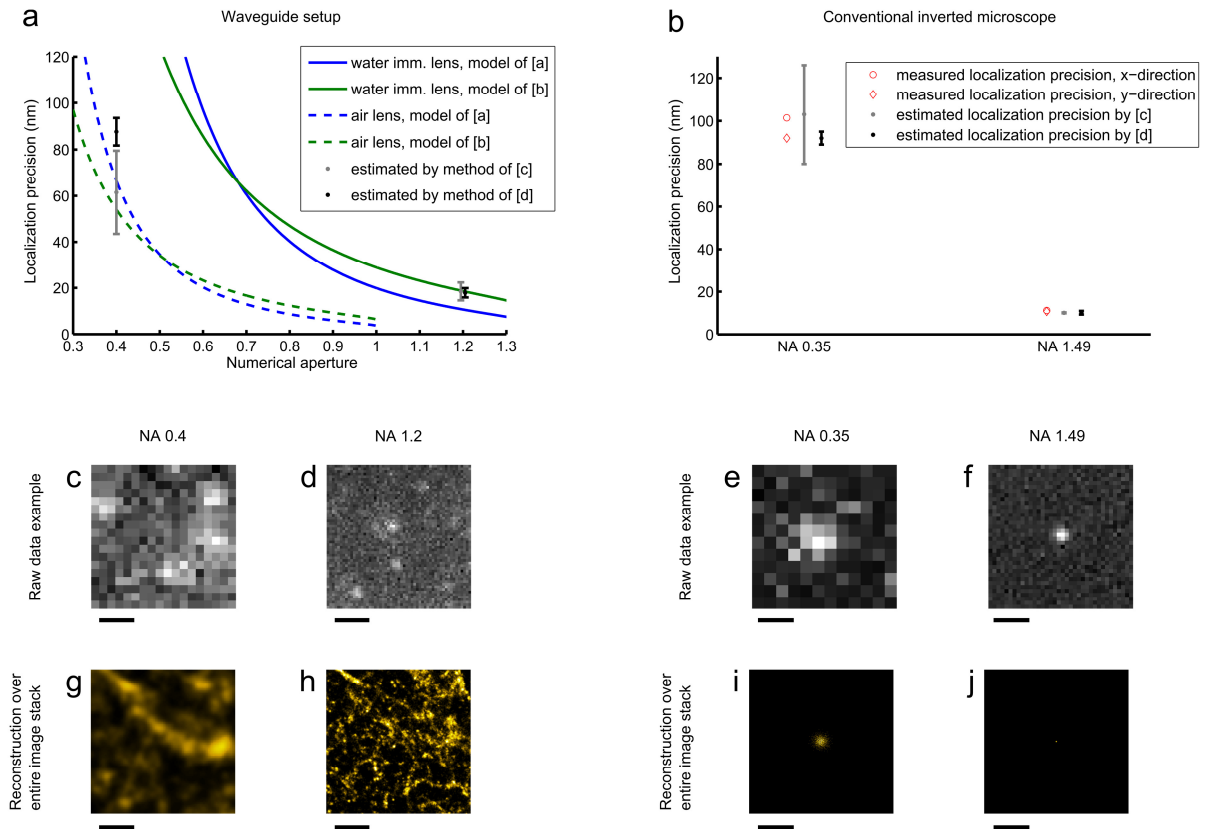 a
Waveguide setup
Localization precision (nm)
120
100
80
60
40
20
0
0.3 0.4 0.5 0.6 0.7 0.8 0.9 1 1.1 1.2 1.3
Numerical aperture
water imm. lens, model of [a]
water imm. lens, model of [b]
air lens, model of [a]
air lens, model of [b]
estimated by method of [c]
estimated by method of [d]
b
Conventional inverted microscope
Localization precision (nm)
120
100
80
60
40
20
0
NA 0.35 NA 1.49
measured localization precision, x−direction
measured localization precision, y−direction
estimated localization precision by [c]
estimated localization precision by [d]
NA 0.4 NA 1.2 NA 0.35 NA 1.49
Raw data example
c d
Raw data example
e f
Reconstruction over
entire image stack
g h
Reconstruction over
entire image stack
i j